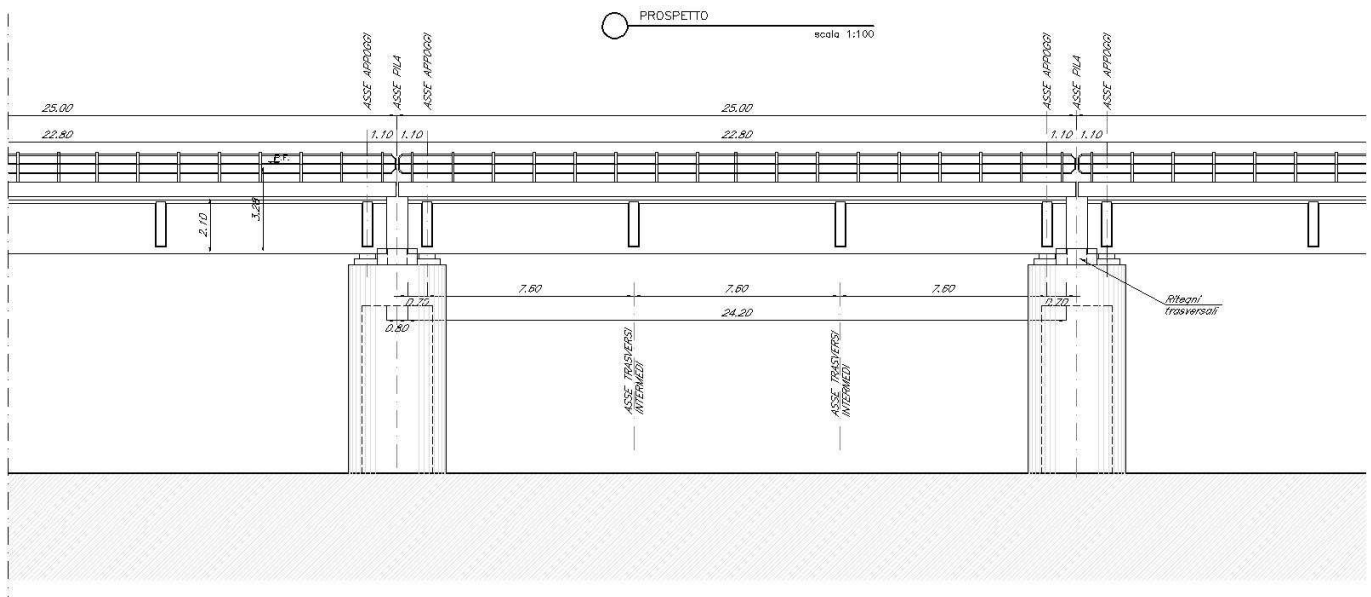 PROSPETTO
scala 1:100
ASSE APPOGGI
ASSE PILA
ASSE APPOGGI
ASSE APPOGGI
ASSE PILA
ASSE APPOGGI
25.00
25.00
22.80
1.10
1.10
22.80
1.10
1.10
P.F.
2.10
3.28
7.60
7.60
7.60
0.70
0.70
24.20
0.80
Ritegni
trasversali
ASSE TRASVERSI
INTERMEDI
ASSE TRASVERSI
INTERMEDI